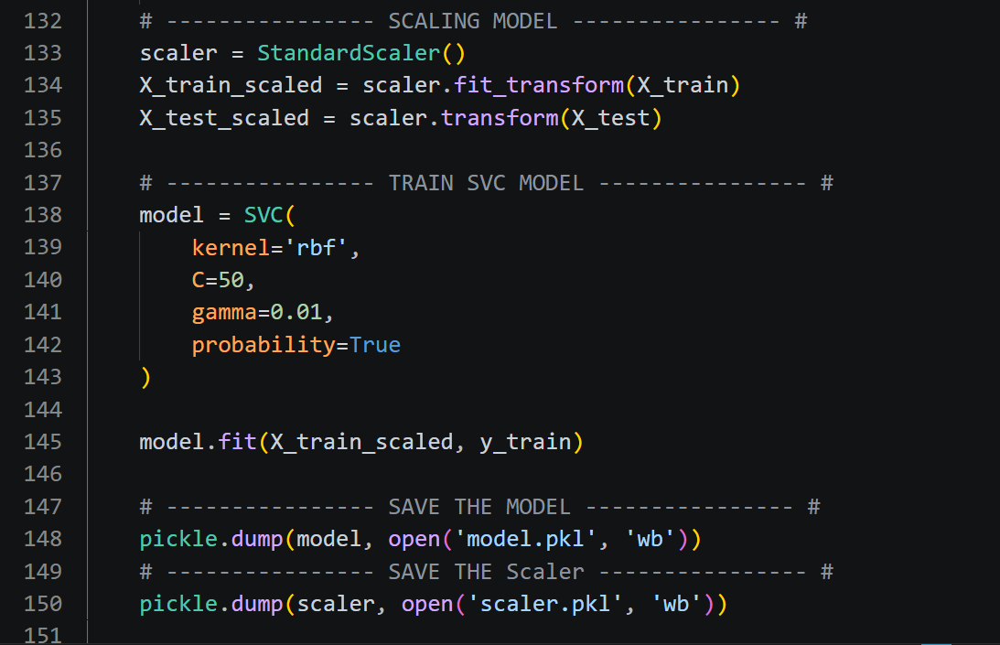 132 # ---------------- SCALING MODEL ---------------- #
133 scaler = StandardScaler()
134 X_train_scaled = scaler.fit_transform(X_train)
135 X_test_scaled = scaler.transform(X_test)
136
137 # ---------------- TRAIN SVC MODEL ---------------- #
138 model = SVC(
139     kernel='rbf',
140     C=50,
141     gamma=0.01,
142     probability=True
143 )
144
145 model.fit(X_train_scaled, y_train)
146
147 # ---------------- SAVE THE MODEL ---------------- #
148 pickle.dump(model, open('model.pkl', 'wb'))
149 # ---------------- SAVE THE Scaler ---------------- #
150 pickle.dump(scaler, open('scaler.pkl', 'wb'))
151